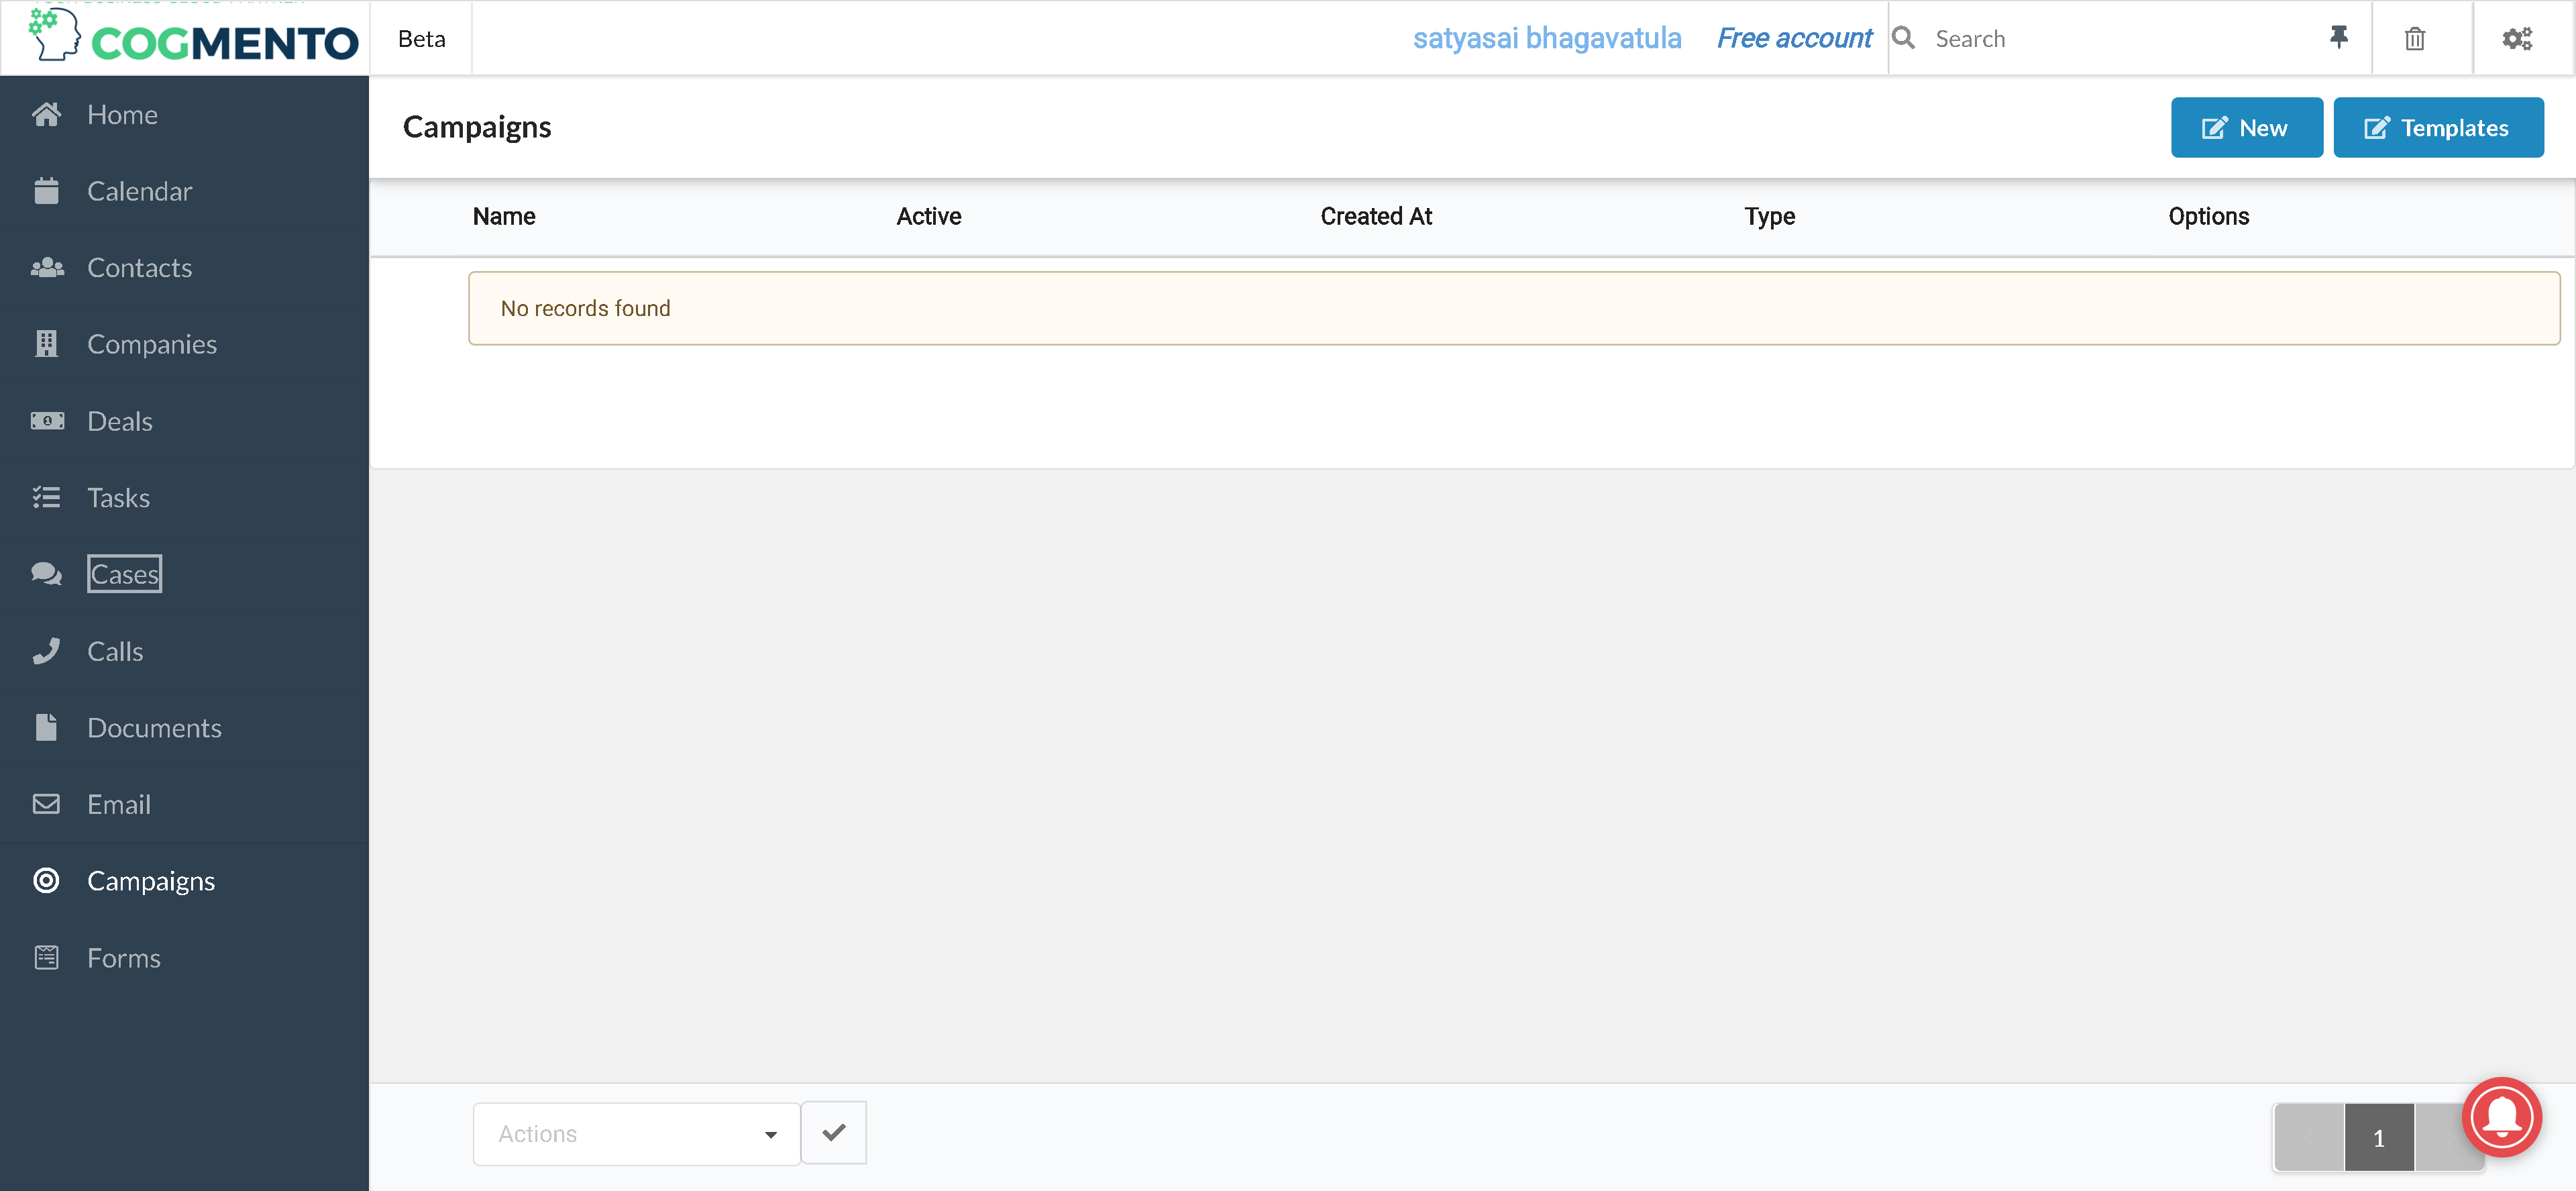 COGMENTO
Beta
satyasai bhagavatula
Free account
Search
Home
Calendar
Contacts
Companies
Deals
Tasks
Cases
Calls
Documents
Email
Campaigns
Forms
Campaigns
New
Templates
Name Active Created At Type Options
No records found
Actions
1